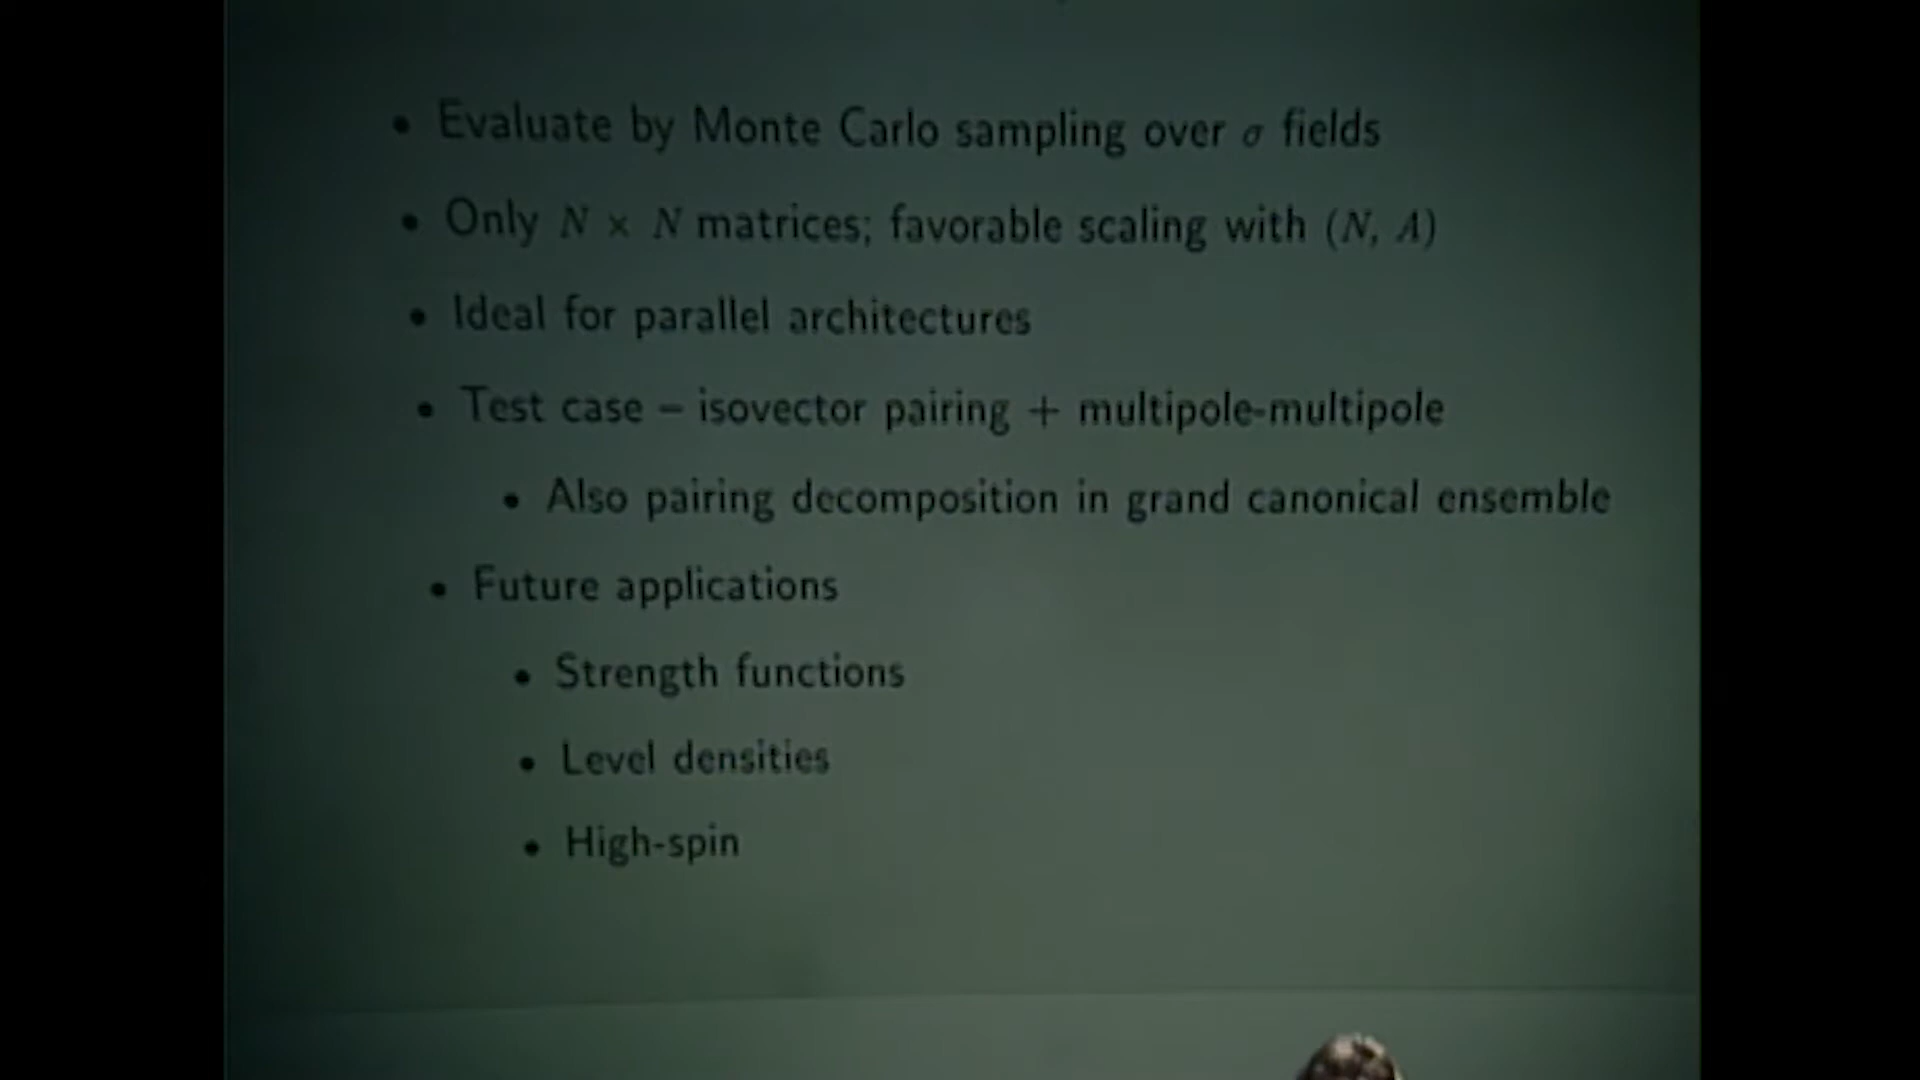 • Evaluate by Monte Carlo sampling over σ fields
• Only N × N matrices; favorable scaling with (N, A)
• Ideal for parallel architectures
• Test case – isovector pairing + multipole-multipole
• Also pairing decomposition in grand canonical ensemble
• Future applications
• Strength functions
• Level densities
• High-spin